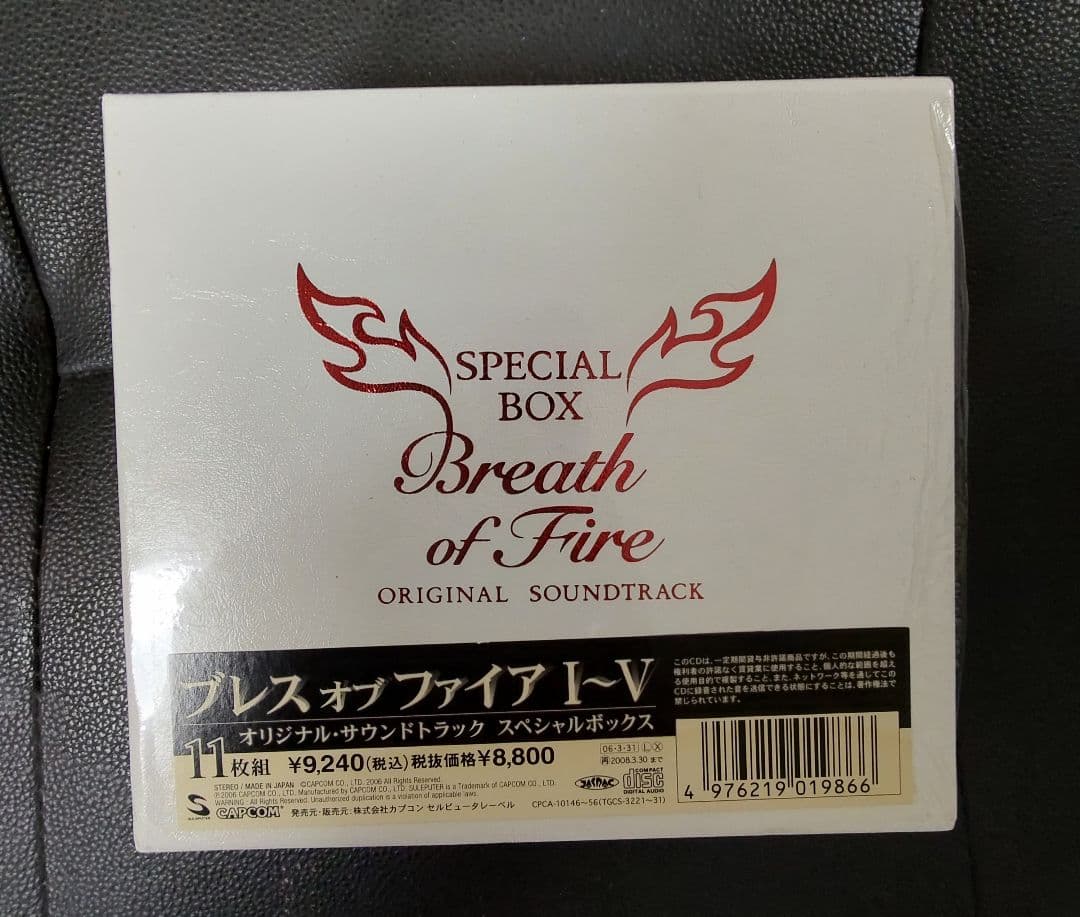 SPECIAL
BOX
Breath
of Fire
ORIGINAL SOUNDTRACK
ブレス オブ ファイア I〜V
オリジナル・サウンドトラック スペシャルボックス
11枚組 ¥9,240(税込)税抜価格¥8,800
STEREO / MADE IN JAPAN ©CAPCOM CO., LTD. 2006 All Rights Reserved.
℗2006 CAPCOM CO., LTD. Manufactured by CAPCOM CO., LTD. SULEPUTER is a Trademark of CAPCOM CO., LTD.
WARNING : All Rights Reserved. Unauthorized duplication is a violation of applicable laws.
CAPCOM 発売元・販売元: 株式会社カプコン セルピュータレーベル
CPCA-10146~56(TGCS-3221~31)
このCDは、一定期間貸与非許諾商品ですが、この期間経過後も
権利者の許諾なく賃貸業に使用すること、個人的な範囲を超え
る使用目的で複製すること、また、ネットワーク等を通じてこの
CDに録音された音を送信できる状態にすることは、著作権法で
禁じられています。
06・3・31 L X
再2008.3.30 まで
COMPACT
disc
DIGITAL AUDIO
4 976219 019866